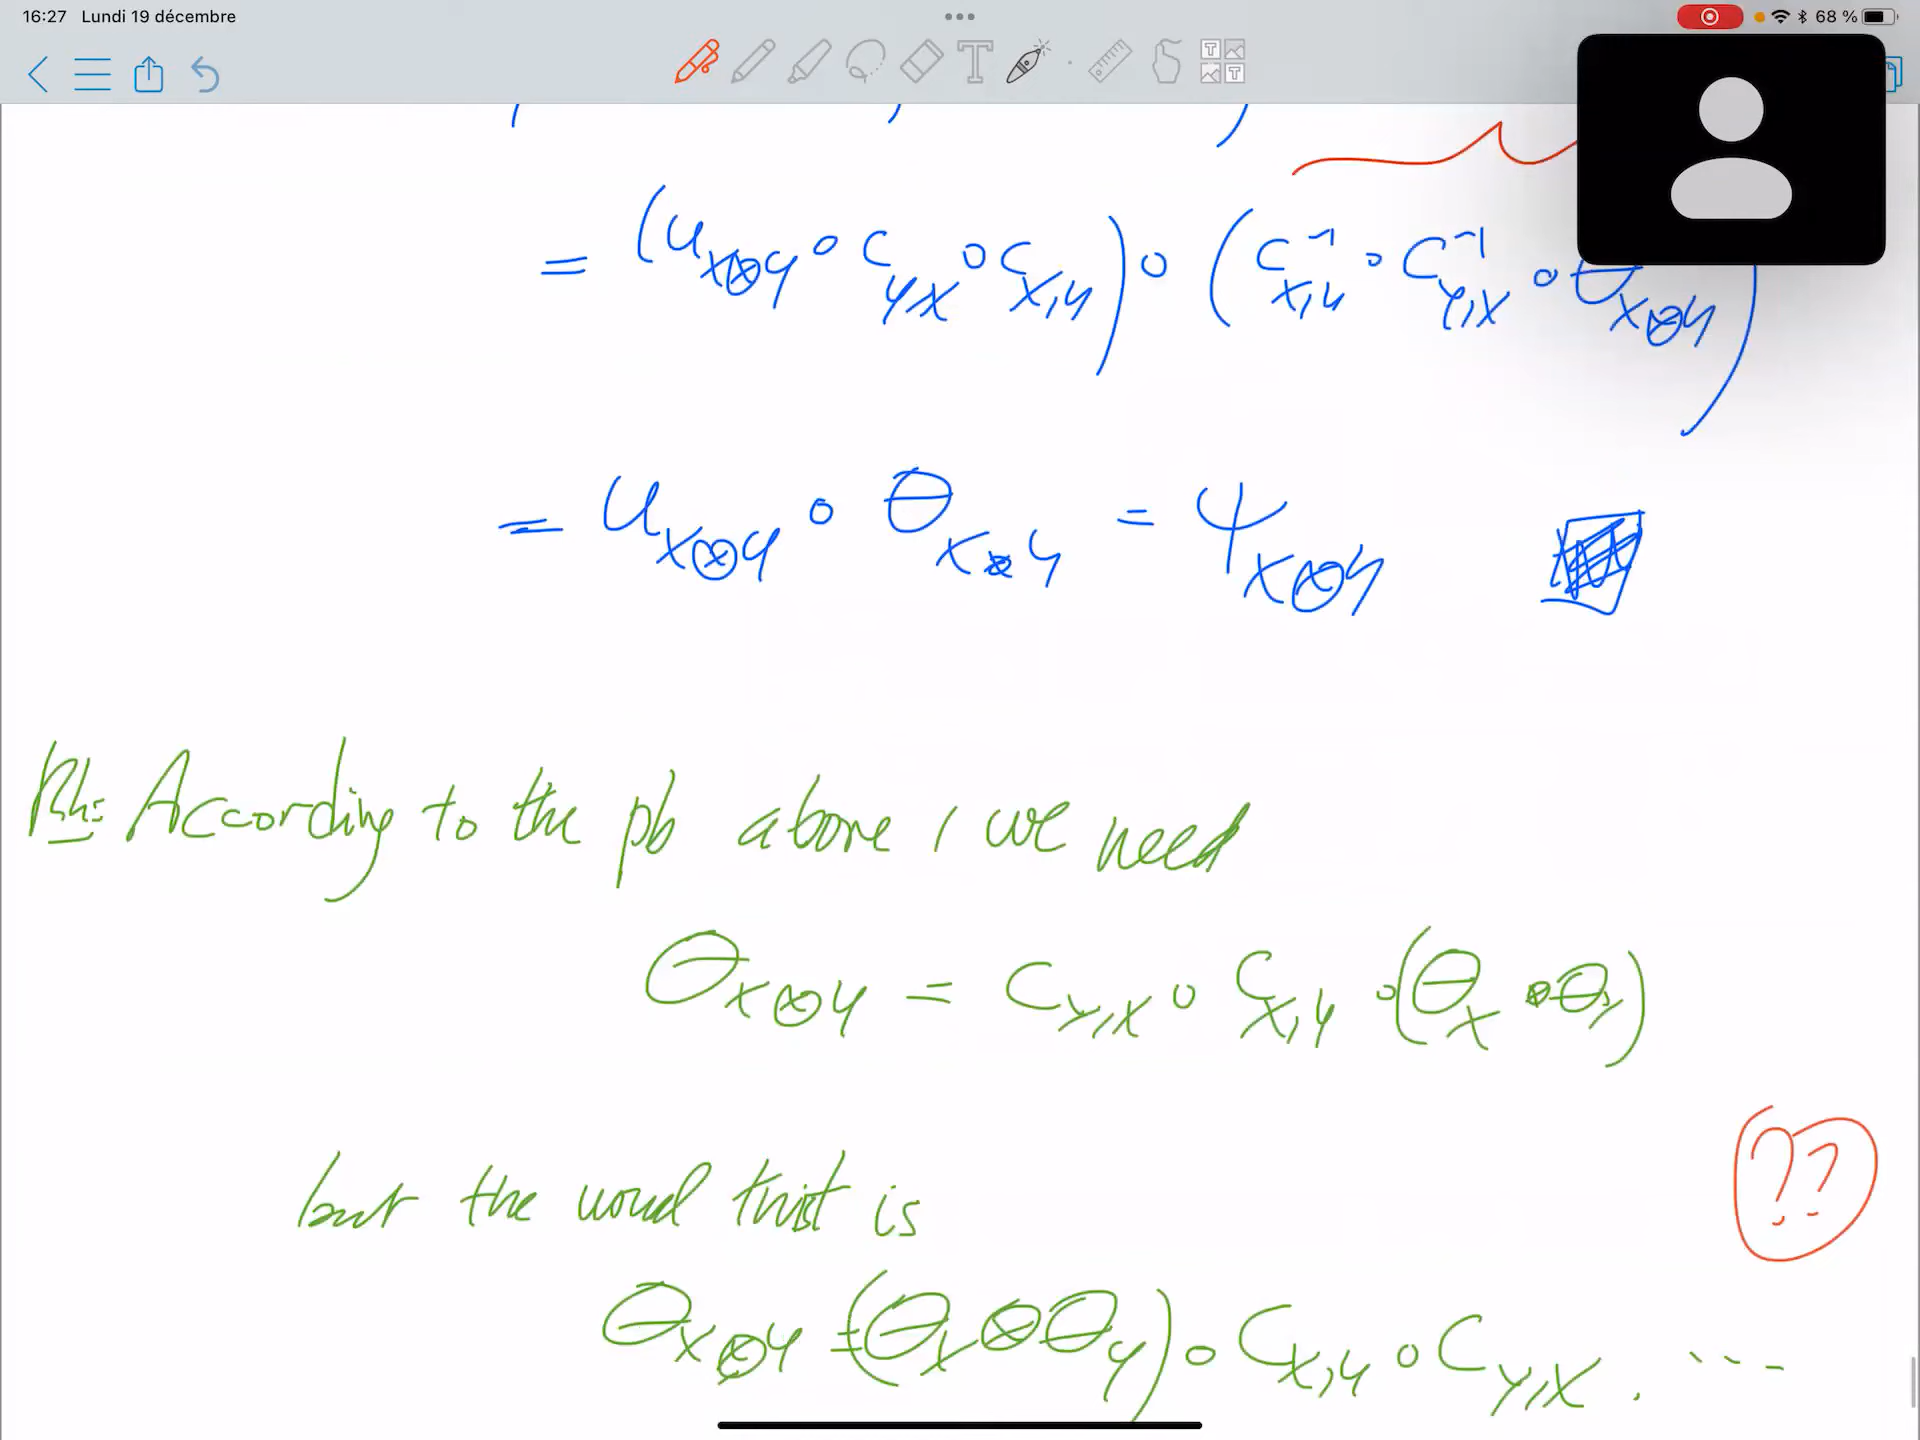 16:27 Lundi 19 décembre 68 %
= (u_{X⊗Y} ∘ c_{Y,X} ∘ c_{X,Y}) ∘ (c^{-1}_{X,Y} ∘ c^{-1}_{Y,X} ∘ θ_{X⊗Y})
= u_{X⊗Y} ∘ θ_{X⊗Y} = ψ_{X⊗Y}
Rk: According to the pb above, we need
θ_{X⊗Y} = c_{Y,X} ∘ c_{X,Y} ∘ (θ_X ⊗ θ_Y)
??
but the usual twist is
θ_{X⊗Y} = (θ_X ⊗ θ_Y) ∘ c_{X,Y} ∘ c_{Y,X} . ...